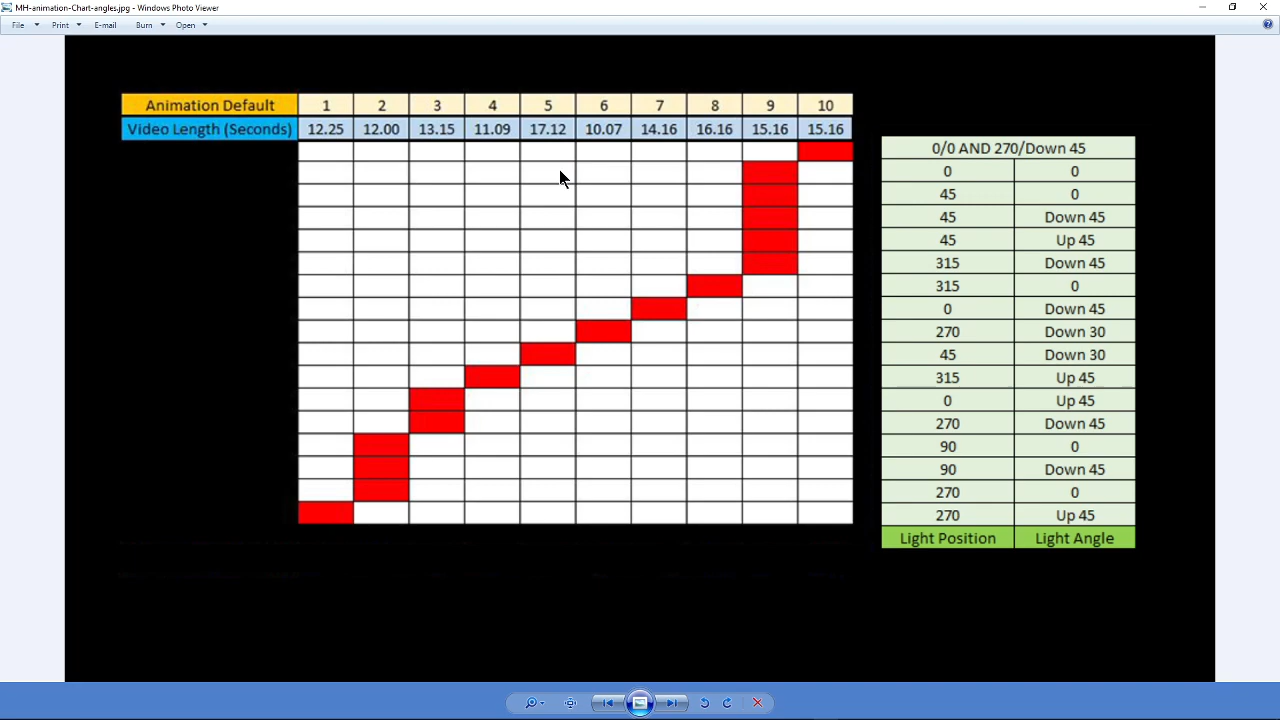 MH-animation-Chart-angles.jpg - Windows Photo Viewer
File Print E-mail Burn Open
Animation Default 1 2 3 4 5 6 7 8 9 10
Video Length (Seconds) 12.25 12.00 13.15 11.09 17.12 10.07 14.16 16.16 15.16 15.16
0/0 AND 270/Down 45
0 0
45 0
45 Down 45
45 Up 45
315 Down 45
315 0
0 Down 45
270 Down 30
45 Down 30
315 Up 45
0 Up 45
270 Down 45
90 0
90 Down 45
270 0
270 Up 45
Light Position Light Angle